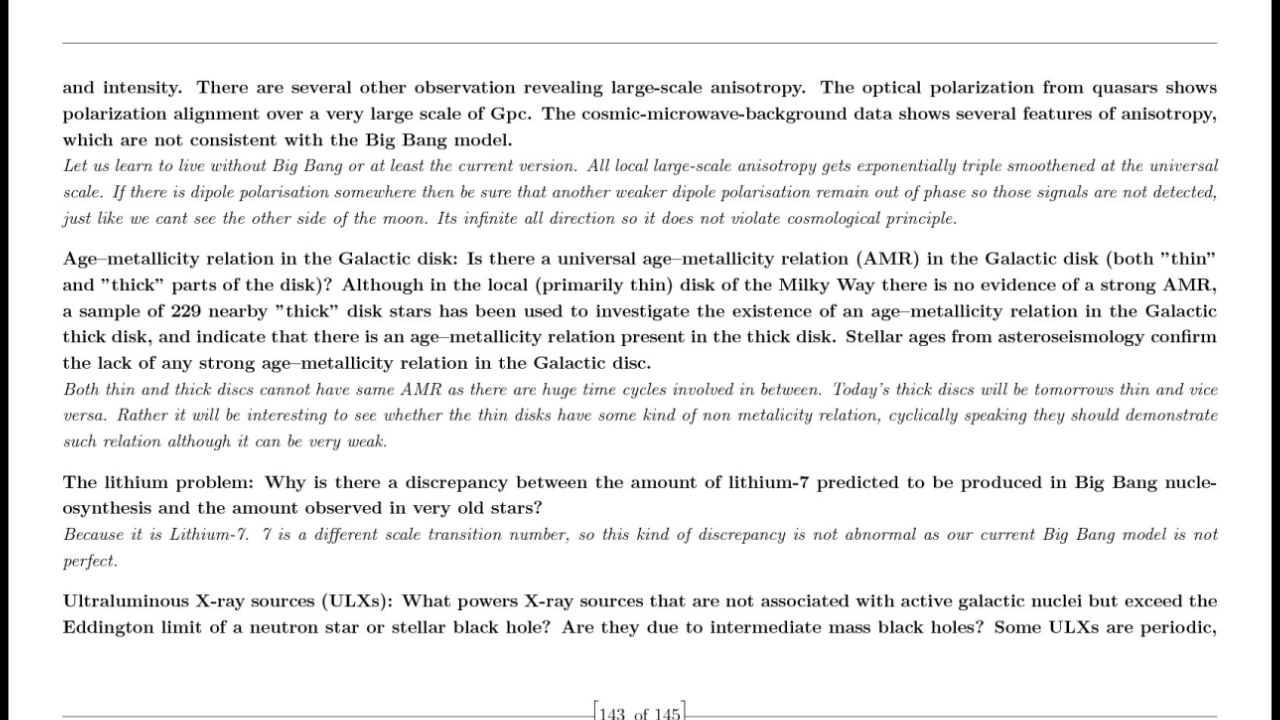 and intensity. There are several other observation revealing large-scale anisotropy. The optical polarization from quasars shows
polarization alignment over a very large scale of Gpc. The cosmic-microwave-background data shows several features of anisotropy,
which are not consistent with the Big Bang model.
Let us learn to live without Big Bang or at least the current version. All local large-scale anisotropy gets exponentially triple smoothened at the universal
scale. If there is dipole polarisation somewhere then be sure that another weaker dipole polarisation remain out of phase so those signals are not detected,
just like we cant see the other side of the moon. Its infinite all direction so it does not violate cosmological principle.
Age–metallicity relation in the Galactic disk: Is there a universal age–metallicity relation (AMR) in the Galactic disk (both ”thin”
and ”thick” parts of the disk)? Although in the local (primarily thin) disk of the Milky Way there is no evidence of a strong AMR,
a sample of 229 nearby ”thick” disk stars has been used to investigate the existence of an age–metallicity relation in the Galactic
thick disk, and indicate that there is an age–metallicity relation present in the thick disk. Stellar ages from asteroseismology confirm
the lack of any strong age–metallicity relation in the Galactic disc.
Both thin and thick discs cannot have same AMR as there are huge time cycles involved in between. Today’s thick discs will be tomorrows thin and vice
versa. Rather it will be interesting to see whether the thin disks have some kind of non metalicity relation, cyclically speaking they should demonstrate
such relation although it can be very weak.
The lithium problem: Why is there a discrepancy between the amount of lithium-7 predicted to be produced in Big Bang nucle-
osynthesis and the amount observed in very old stars?
Because it is Lithium-7. 7 is a different scale transition number, so this kind of discrepancy is not abnormal as our current Big Bang model is not
perfect.
Ultraluminous X-ray sources (ULXs): What powers X-ray sources that are not associated with active galactic nuclei but exceed the
Eddington limit of a neutron star or stellar black hole? Are they due to intermediate mass black holes? Some ULXs are periodic,
[143 of 145]